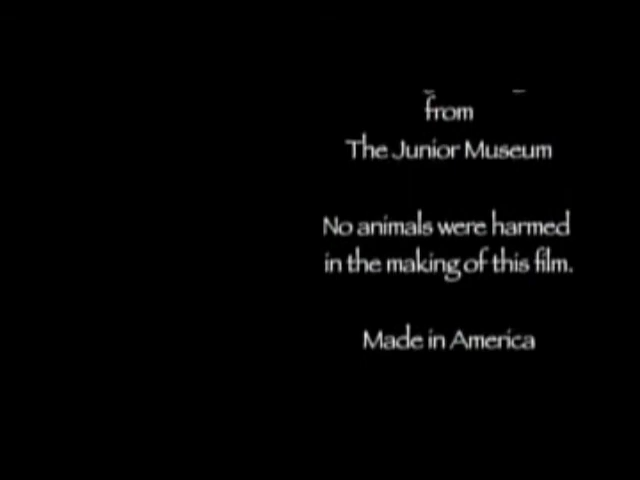 from
The Junior Museum
No animals were harmed
in the making of this film.
Made in America